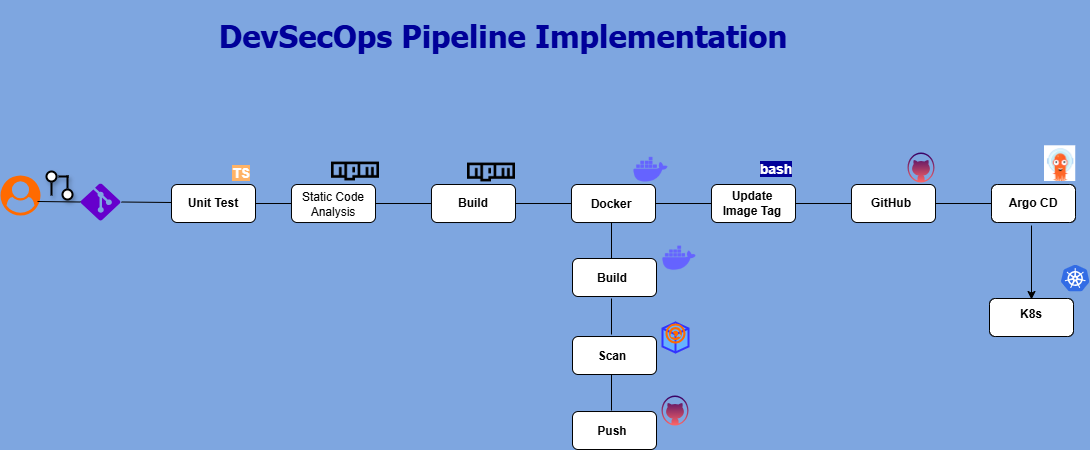 DevSecOps Pipeline Implementation
TS
npm
npm
bash
Unit Test
Static Code
Analysis
Build
Docker
Update
Image Tag
GitHub
Argo CD
Build
K8s
Scan
Push